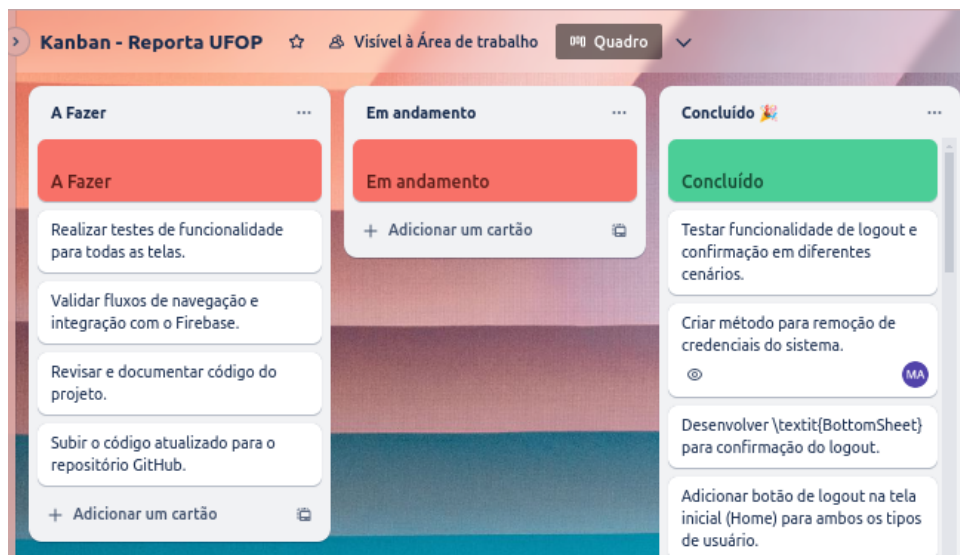 Kanban - Reporta UFOP
Visível à Área de trabalho
Quadro
A Fazer
A Fazer
Realizar testes de funcionalidade
para todas as telas.
Validar fluxos de navegação e
integração com o Firebase.
Revisar e documentar código do
projeto.
Subir o código atualizado para o
repositório GitHub.
+ Adicionar um cartão
Em andamento
Em andamento
+ Adicionar um cartão
Concluído 🎉
Concluído
Testar funcionalidade de logout e
confirmação em diferentes
cenários.
Criar método para remoção de
credenciais do sistema.
MA
Desenvolver \textit{BottomSheet}
para confirmação do logout.
Adicionar botão de logout na tela
inicial (Home) para ambos os tipos
de usuário.